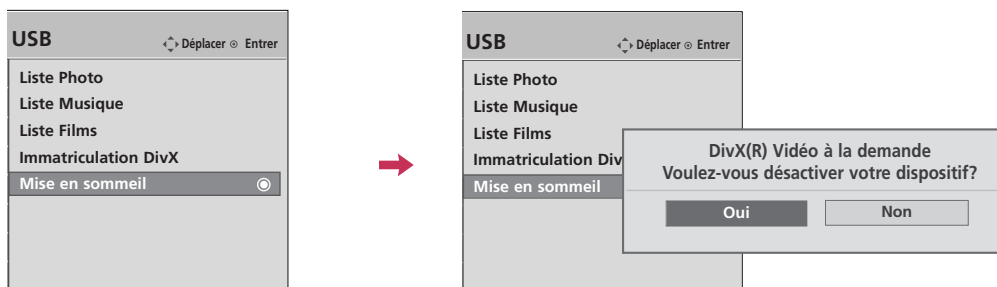 USB
Déplacer Entrer
Liste Photo
Liste Musique
Liste Films
Immatriculation DivX
Mise en sommeil
USB
Déplacer Entrer
Liste Photo
Liste Musique
Liste Films
Immatriculation Div
Mise en sommeil
DivX(R) Vidéo à la demande
Voulez-vous désactiver votre dispositif?
Oui Non